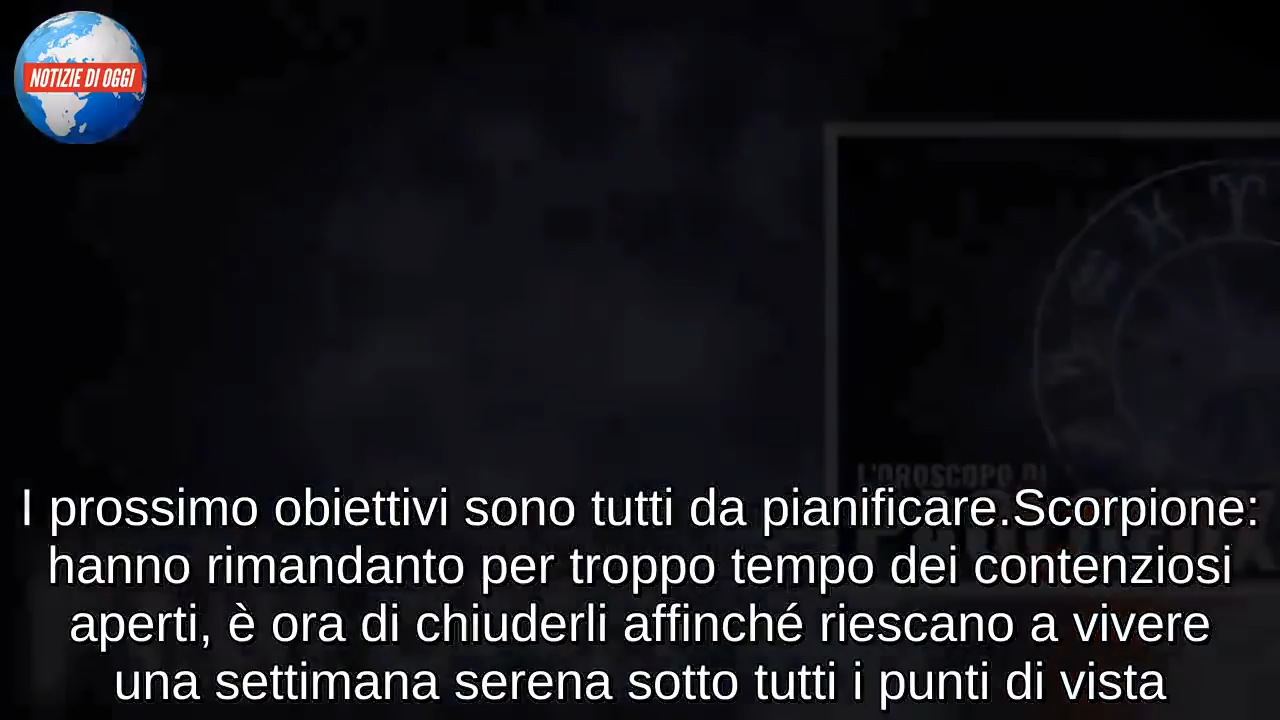 NOTIZIE DI OGGI
L'OROSCOPO DI
I prossimo obiettivi sono tutti da pianificare.Scorpione:
hanno rimandanto per troppo tempo dei contenziosi
aperti, è ora di chiuderli affinché riescano a vivere
una settimana serena sotto tutti i punti di vista